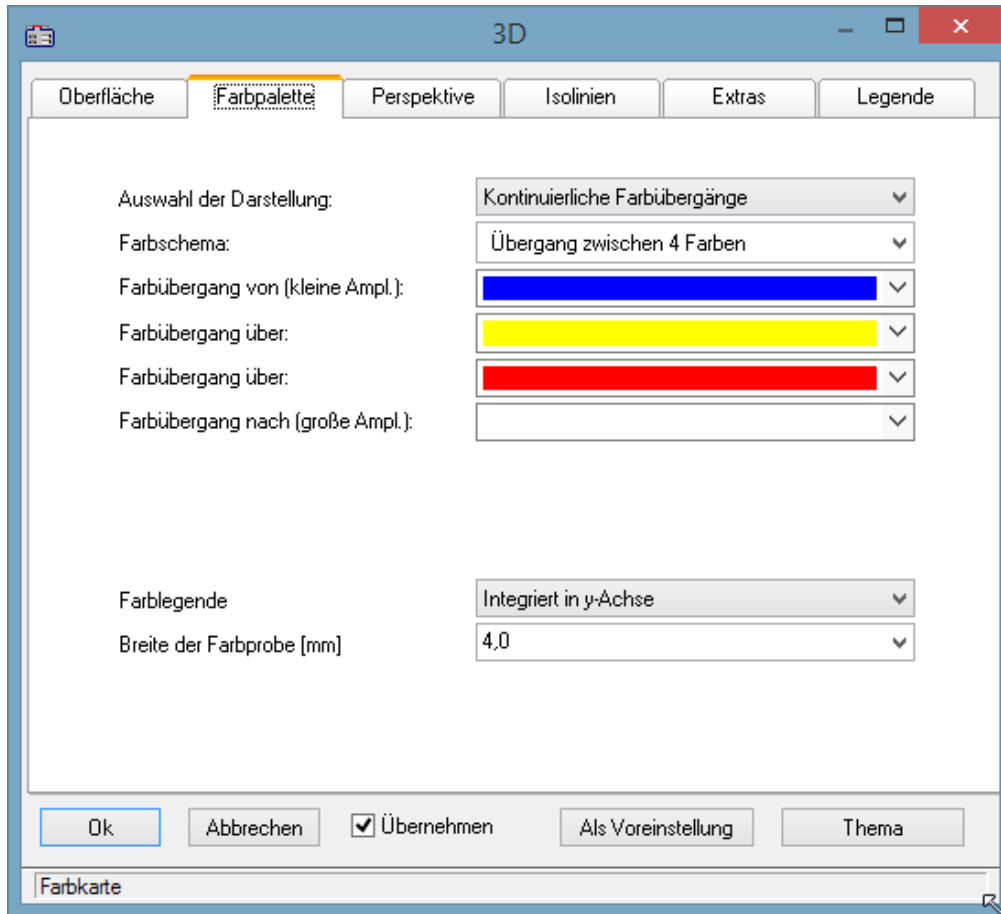 3D
Oberfläche Farbpalette Perspektive Isolinien Extras Legende
Auswahl der Darstellung: Kontinuierliche Farbübergänge
Farbschema: Übergang zwischen 4 Farben
Farbübergang von (kleine Ampl.):
Farbübergang über:
Farbübergang über:
Farbübergang nach (große Ampl.):
Farblegende Integriert in y-Achse
Breite der Farbprobe [mm] 4,0
Ok Abbrechen Übernehmen Als Voreinstellung Thema
Farbkarte